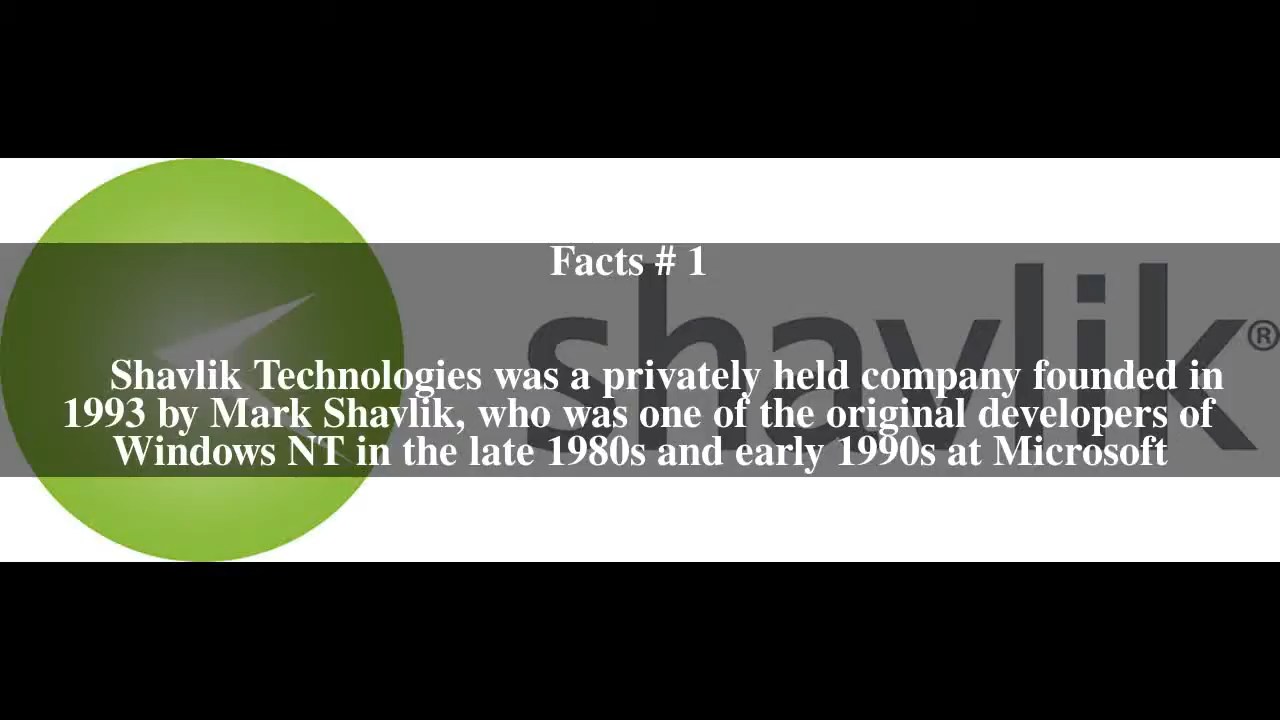 Facts # 1
shavlik®
Shavlik Technologies was a privately held company founded in
1993 by Mark Shavlik, who was one of the original developers of
Windows NT in the late 1980s and early 1990s at Microsoft